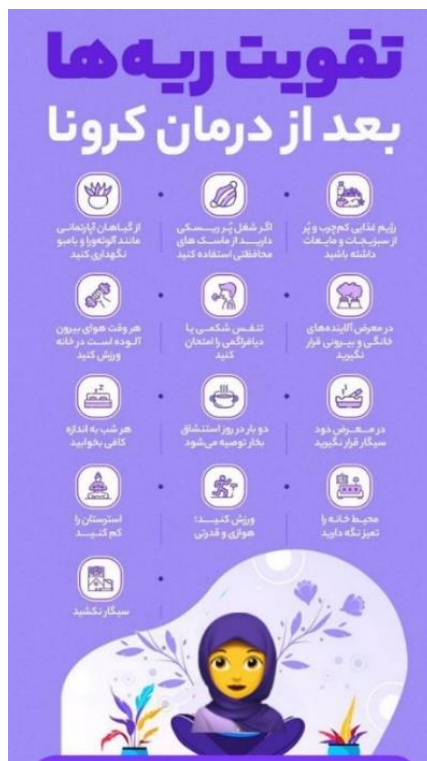 تقویت ریه‌ها
بعد از درمان کرونا
رژیم غذایی کم‌چرب و پُر
از سبزیجات و مایعات
داشته باشید
اگر شغل پُر ریسکی
دارید از ماسک های
محافظتی استفاده کنید
از گیاهان آپارتمانی
مانند آلوئه‌ورا و بامبو
نگهداری کنید
در معرض آلاینده‌های
خانگی و بیرونی قرار
نگیرید
تنفس شکمی یا
دیافراگمی را امتحان
کنید
هر وقت هوای بیرون
آلوده است در خانه
ورزش کنید
در معرض دود
سیگار قرار نگیرید
دو بار در روز استنشاق
بخار توصیه می‌شود
هر شب به اندازه
کافی بخوابید
محیط خانه را
تمیز نگه دارید
ورزش کنید؛
هوازی و قدرتی
استرستان را
کم کنید
سیگار نکشید